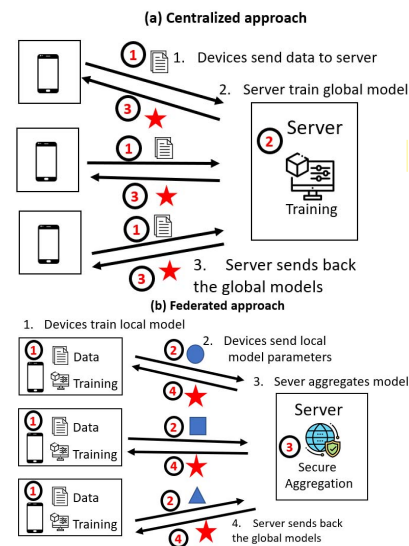 (a) Centralized approach
1
1. Devices send data to server
2. Server train global model
3
2
Server
1
3
Training
1
3
3. Server sends back
the global models
(b) Federated approach
1. Devices train local model
2. Devices send local
model parameters
1
Data
Training
2
4
3. Sever aggregates model
Server
1
Data
Training
2
4
3
Secure
Aggregation
1
Data
Training
2
4
4. Server sends back
the global models